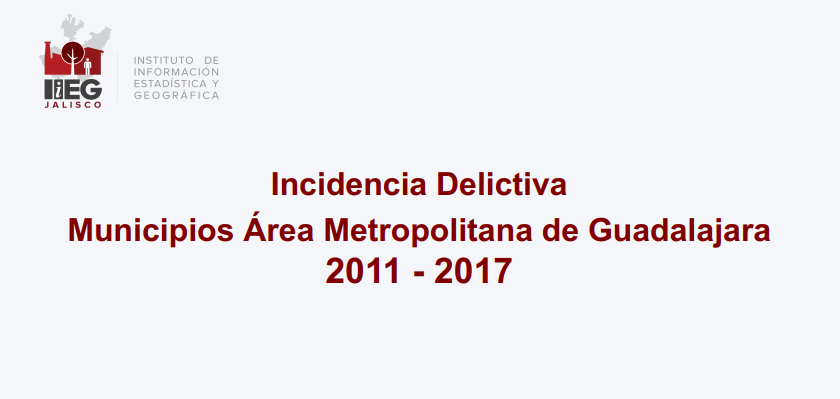 IIEG
JALISCO
INSTITUTO DE
INFORMACIÓN
ESTADÍSTICA Y
GEOGRÁFICA
Incidencia Delictiva
Municipios Área Metropolitana de Guadalajara
2011 - 2017